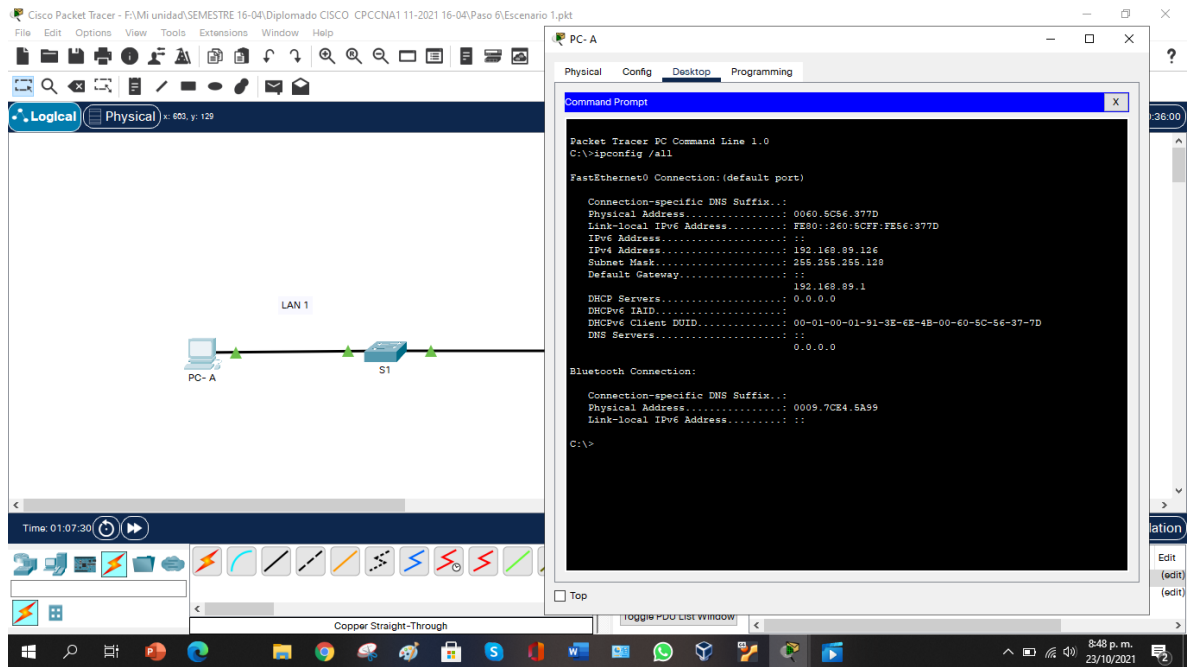 Cisco Packet Tracer - F:\Mi unidad\SEMESTRE 16-04\Diplomado CISCO CPCCNA1 11-2021 16-04\Paso 6\Escenario 1.pkt
File Edit Options View Tools Extensions Window Help
Logical
Physical
x: 603, y: 129
LAN 1
PC- A
S1
Time: 01:07:30
Copper Straight-Through
PC- A
Physical Config Desktop Programming
Command Prompt
X
Packet Tracer PC Command Line 1.0
C:\>ipconfig /all
FastEthernet0 Connection:(default port)
Connection-specific DNS Suffix..:
Physical Address................: 0060.5C56.377D
Link-local IPv6 Address.........: FE80::260:5CFF:FE56:377D
IPv6 Address....................: ::
IPv4 Address....................: 192.168.89.126
Subnet Mask.....................: 255.255.255.128
Default Gateway.................: ::
192.168.89.1
DHCP Servers....................: 0.0.0.0
DHCPv6 IAID.....................:
DHCPv6 Client DUID..............: 00-01-00-01-91-3E-6E-4B-00-60-5C-56-37-7D
DNS Servers.....................: ::
0.0.0.0
Bluetooth Connection:
Connection-specific DNS Suffix..:
Physical Address................: 0009.7CE4.5A99
Link-local IPv6 Address.........: ::
C:\>
Top
?
:36:00
lation
Edit
(edit)
(edit)
Toggle PDU List Window
8:48 p. m.
23/10/2021
2